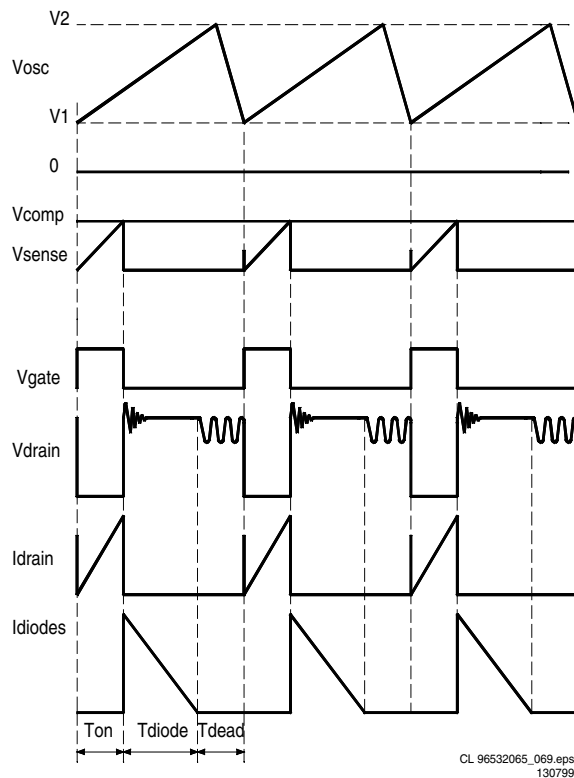 V2
Vosc
V1
0
Vcomp
Vsense
Vgate
Vdrain
Idrain
Idiodes
Ton Tdiode Tdead
CL 96532065_069.eps
130799